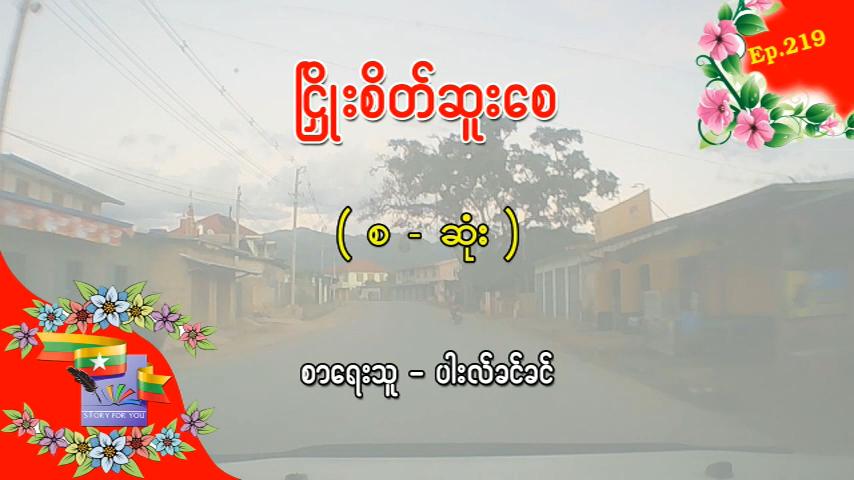 Ep.219
ငြှိုးစိတ်ဆူးစေ
( စ - ဆုံး )
စာရေးသူ - ပါးလ်ခင်ခင်
STORY FOR YOU